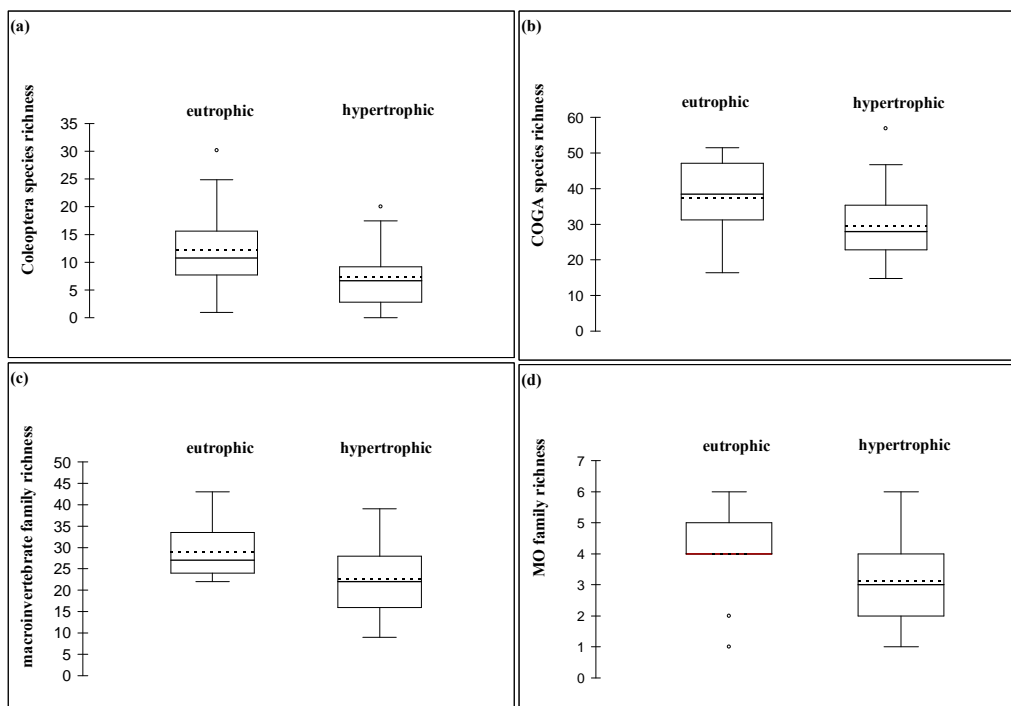 (a)
eutrophic
hypertrophic
Coleoptera species richness
35
30
25
20
15
10
5
0
(b)
eutrophic
hypertrophic
COGA species richness
60
50
40
30
20
10
0
(c)
eutrophic
hypertrophic
macroinvertebrate family richness
50
45
40
35
30
25
20
15
10
5
0
(d)
eutrophic
hypertrophic
MO family richness
7
6
5
4
3
2
1
0